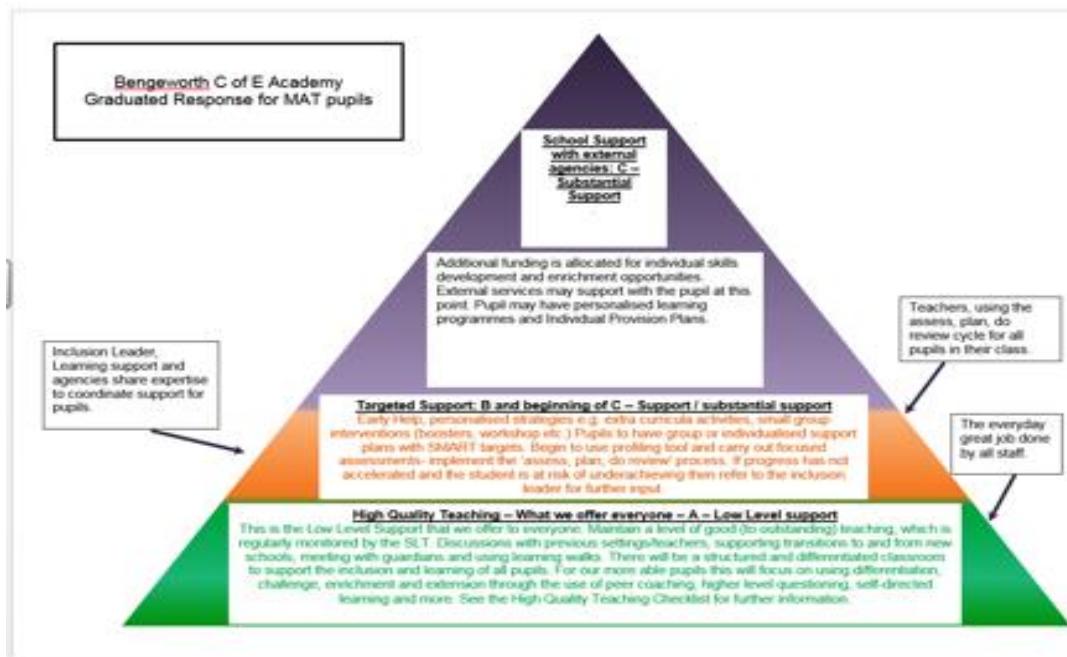 Bengeworth C of E Academy
Graduated Response for MAT pupils
School Support
with external
agencies: C –
Substantial
Support
Additional funding is allocated for individual skills
development and enrichment opportunities.
External services may support with the pupil at this
point. Pupil may have personalised learning
programmes and Individual Provision Plans.
Teachers, using the
assess, plan, do
review cycle for all
pupils in their class.
Inclusion Leader,
Learning support and
agencies share expertise
to coordinate support for
pupils.
Targeted Support: B and beginning of C – Support / substantial support
Early Help, personalised strategies e.g. extra curricula activities, small group
interventions (boosters, workshop etc.) Pupils to have group or individualised support
plans with SMART targets. Begin to use profiling tool and carry out focused
assessments- implement the 'assess, plan, do review' process. If progress has
not accelerated and the student is at risk of underachieving then refer to the inclusion
leader for further input.
The everyday
great job done
by all staff.
High Quality Teaching – What we offer everyone – A – Low Level support
This is the Low Level Support that we offer to everyone. Maintain a level of good (to outstanding) teaching, which is
regularly monitored by the SLT. Discussions with previous settings/teachers, supporting transitions to and from new
schools, meeting with guardians and using learning walks. There will be a structured and differentiated classroom
to support the inclusion and learning of all pupils. For our more able pupils this will focus on using differentiation,
challenge, enrichment and extension through the use of peer coaching, higher level questioning, self-directed
learning and more. See the High Quality Teaching Checklist for further information.